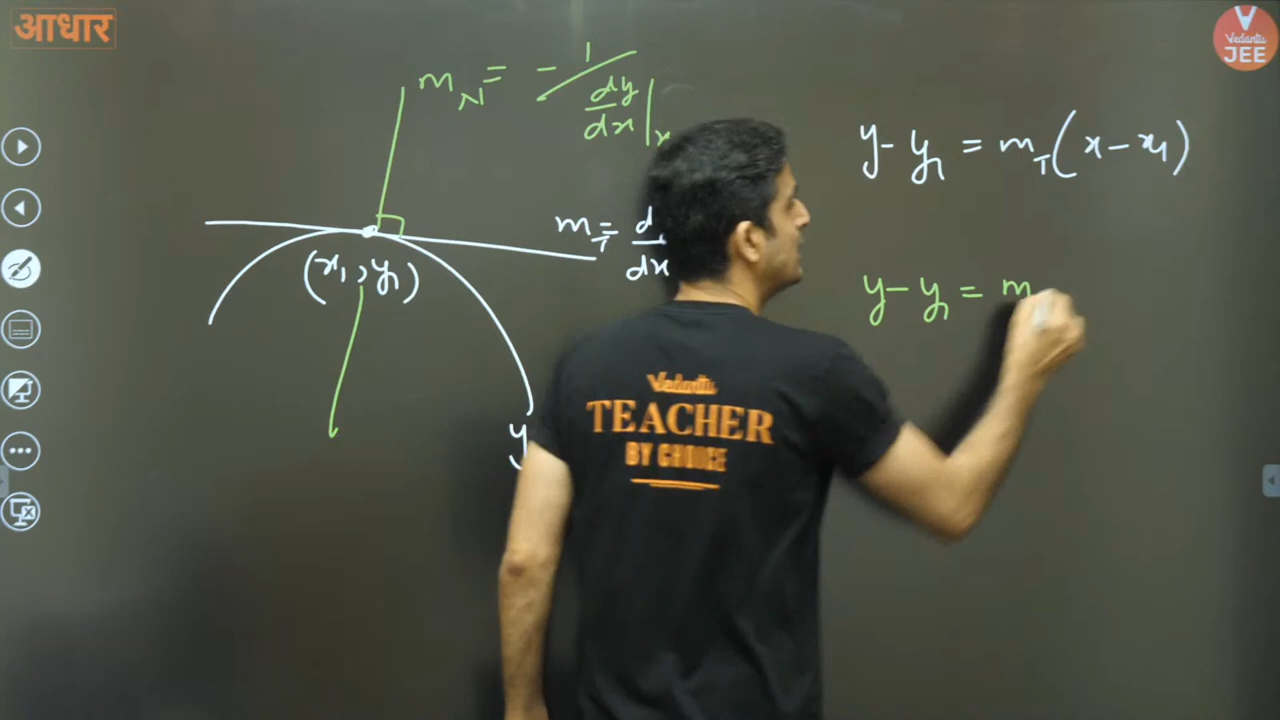 आधार
Vedantu
JEE
m_N = - 1 / dy/dx | x
y - y₁ = m_T (x - x₁)
m_T = d
dx
(x₁, y₁)
y - y₁ = m
y
Vedantu
TEACHER
BY CHOICE